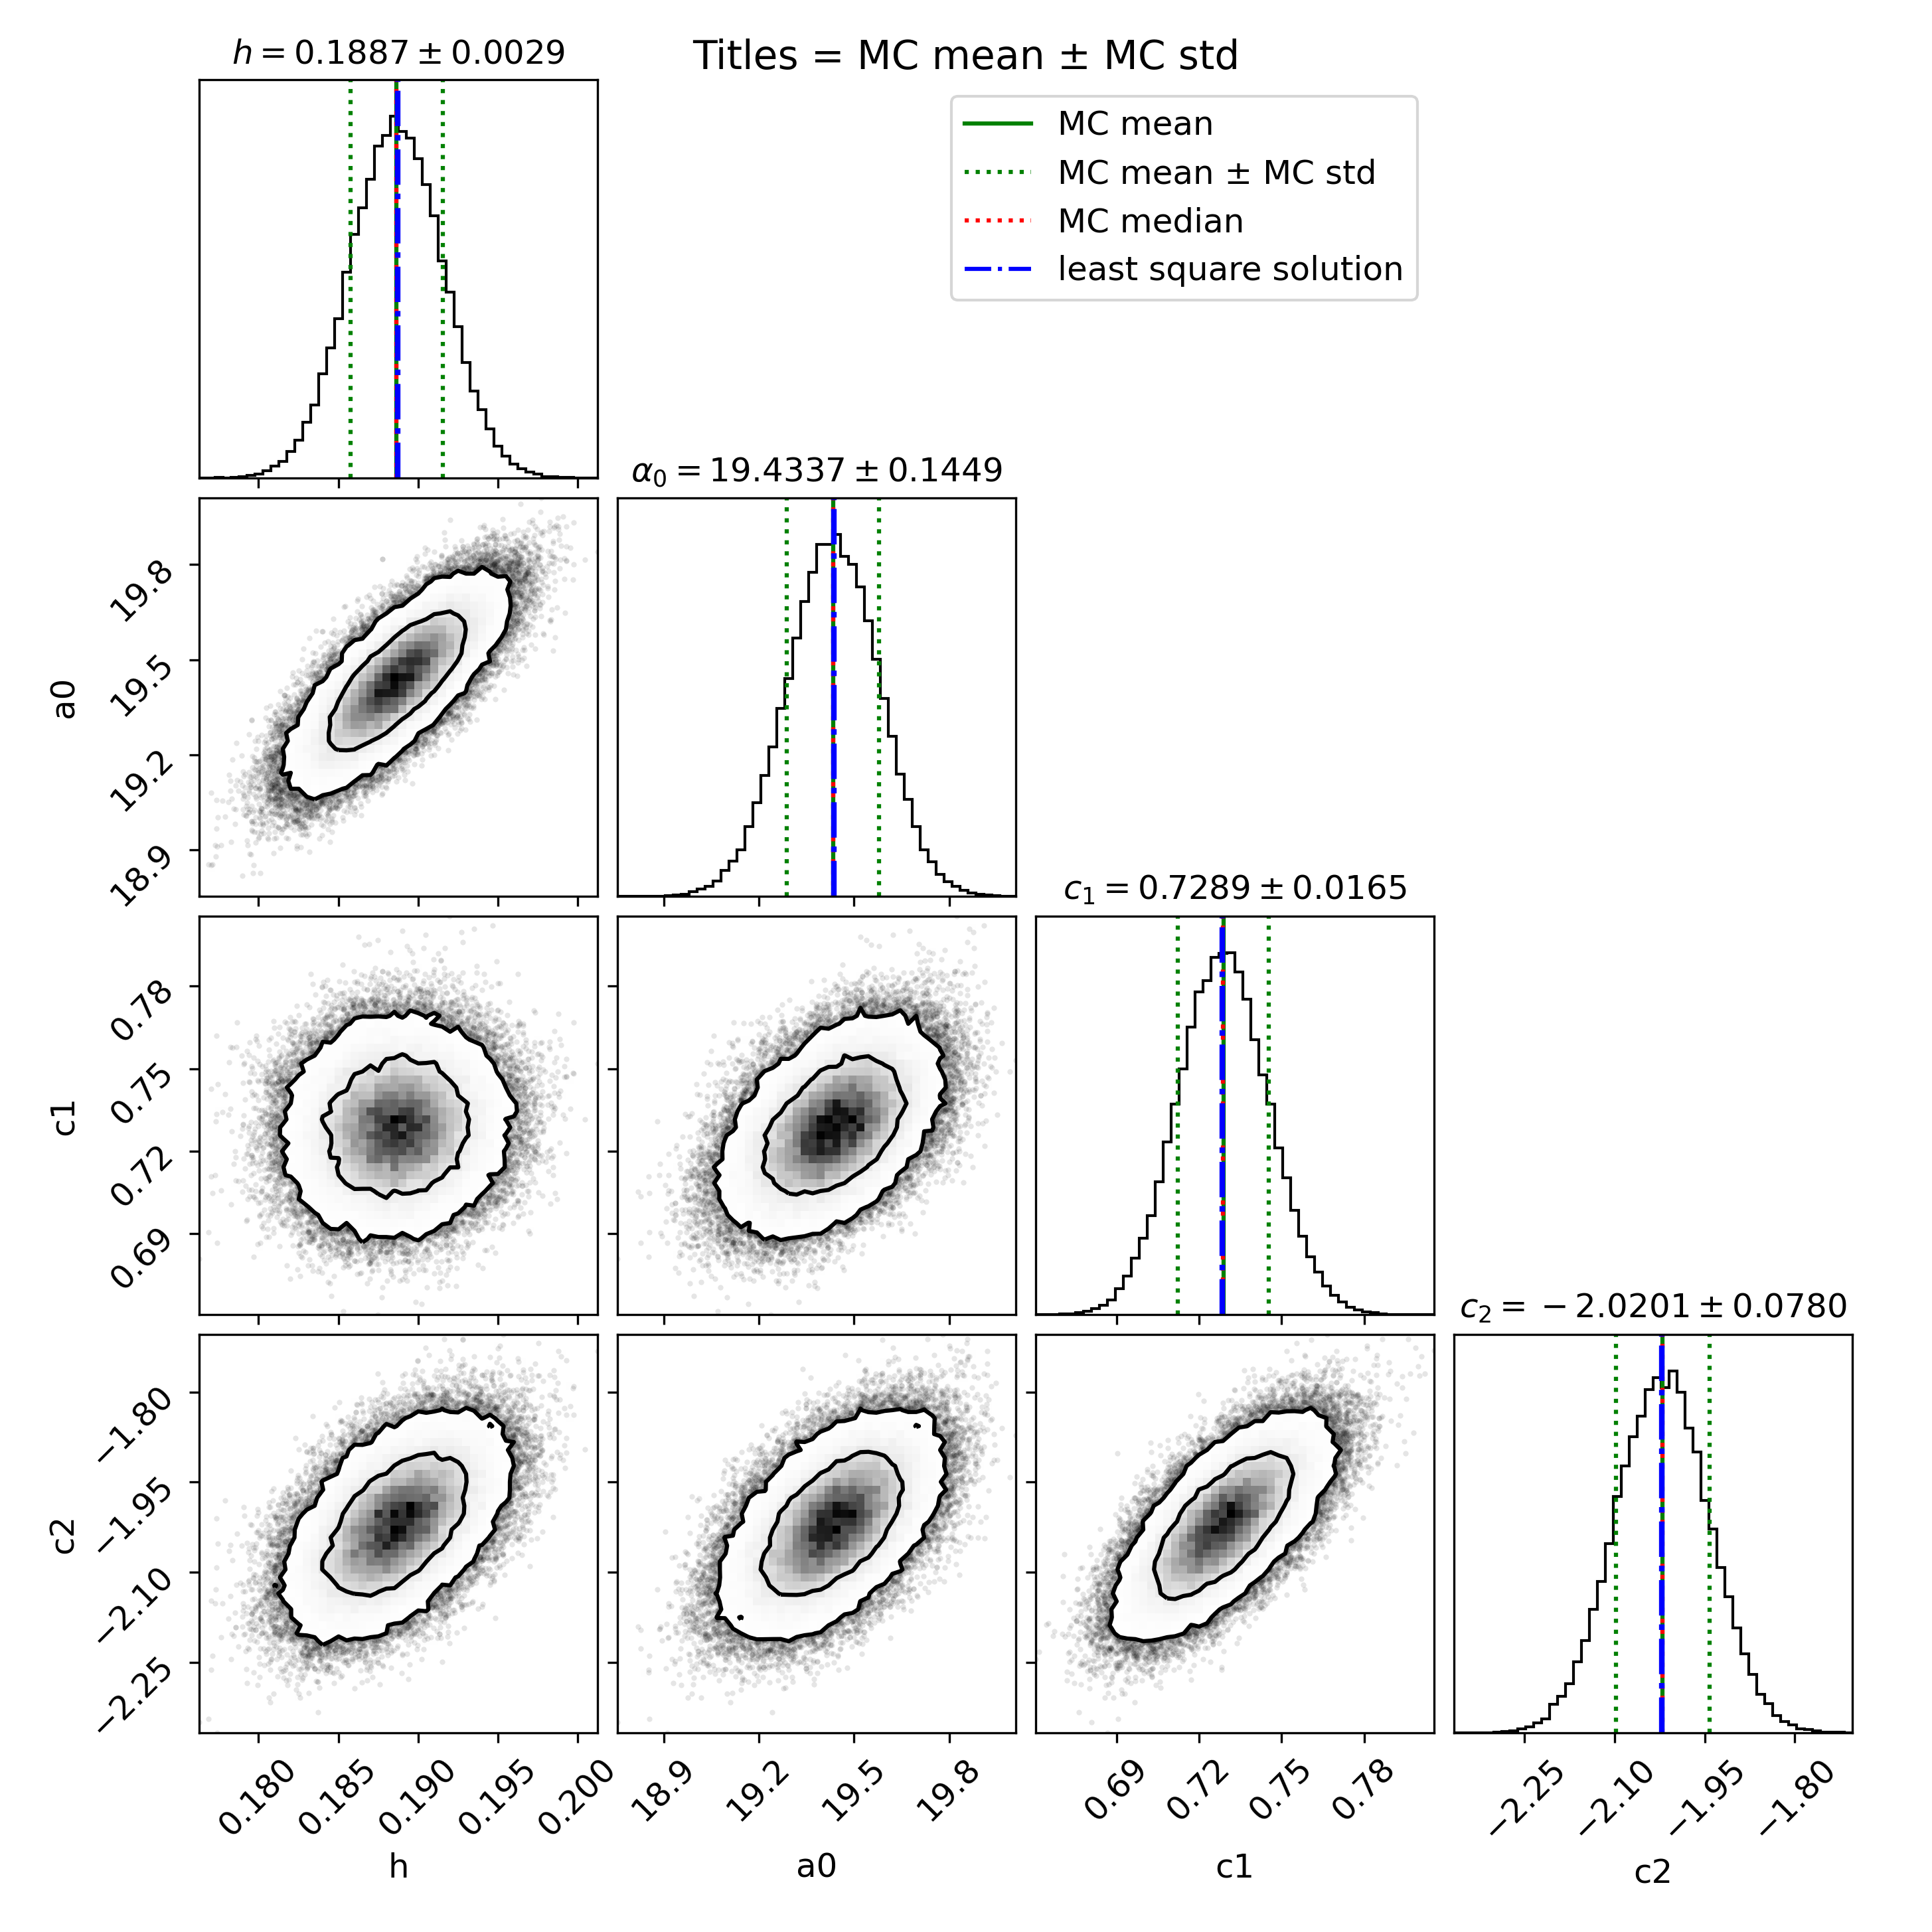 h = 0.1887 ± 0.0029
Titles = MC mean ± MC std
MC mean
MC mean ± MC std
MC median
least square solution
α₀ = 19.4337 ± 0.1449
a0
19.8
19.5
19.2
18.9
c₁ = 0.7289 ± 0.0165
c1
0.78
0.75
0.72
0.69
c₂ = −2.0201 ± 0.0780
c2
−1.80
−1.95
−2.10
−2.25
0.180 0.185 0.190 0.195 0.200
h
18.9 19.2 19.5 19.8
a0
0.69 0.72 0.75 0.78
c1
−2.25 −2.10 −1.95 −1.80
c2